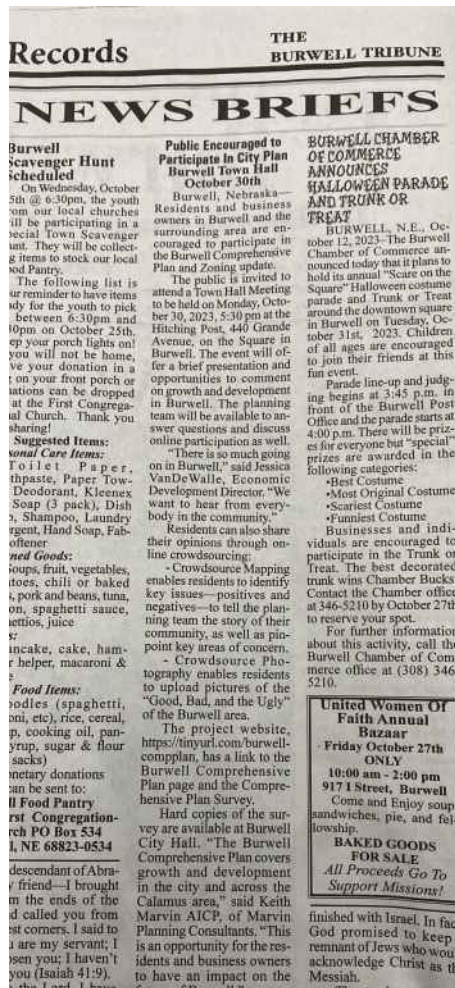 Records
THE
BURWELL TRIBUNE
NEWS BRIEFS
Burwell
Scavenger Hunt
Scheduled
On Wednesday, October
5th @ 6:30pm, the youth
om our local churches
ill be participating in a
ecial Town Scavenger
unt. They will be collect-
g items to stock our local
ood Pantry.
The following list is
ur reminder to have items
dy for the youth to pick
between 6:30pm and
0pm on October 25th.
ep your porch lights on!
you will not be home,
ve your donation in a
on your front porch or
ations can be dropped
at the First Congrega-
al Church. Thank you
sharing!
Suggested Items:
sonal Care Items:
Toilet Paper,
thpaste, Paper Tow-
Deodorant, Kleenex
Soap (3 pack), Dish
p, Shampoo, Laundry
rgent, Hand Soap, Fab-
oftener
ned Goods:
Soups, fruit, vegetables,
toes, chili or baked
s, pork and beans, tuna,
on, spaghetti sauce,
ettios, juice
s:
ncake, cake, ham-
r helper, macaroni &
e
Food Items:
oodles (spaghetti,
oni, etc), rice, cereal,
p, cooking oil, pan-
yrup, sugar & flour
sacks)
onetary donations
can be sent to:
ll Food Pantry
rst Congregation-
rch PO Box 534
l, NE 68823-0534
descendant of Abra-
y friend—I brought
m the ends of the
d called you from
st corners. I said to
u are my servant; I
osen you; I haven't
you (Isaiah 41:9).
Public Encouraged to
Participate In City Plan
Burwell Town Hall
October 30th
Burwell, Nebraska—
Residents and business
owners in Burwell and the
surrounding area are en-
couraged to participate in
the Burwell Comprehensive
Plan and Zoning update.
The public is invited to
attend a Town Hall Meeting
to be held on Monday, Octo-
ber 30, 2023, 5:30 pm at the
Hitching Post, 440 Grande
Avenue, on the Square in
Burwell. The event will of-
fer a brief presentation and
opportunities to comment
on growth and development
in Burwell. The planning
team will be available to an-
swer questions and discuss
online participation as well.
"There is so much going
on in Burwell," said Jessica
VanDeWalle, Economic
Development Director. "We
want to hear from every-
body in the community."
Residents can also share
their opinions through on-
line crowdsourcing:
- Crowdsource Mapping
enables residents to identify
key issues—positives and
negatives—to tell the plan-
ning team the story of their
community, as well as pin-
point key areas of concern.
- Crowdsource Pho-
tography enables residents
to upload pictures of the
"Good, Bad, and the Ugly"
of the Burwell area.
The project website,
https://tinyurl.com/burwell-
compplan, has a link to the
Burwell Comprehensive
Plan page and the Compre-
hensive Plan Survey.
Hard copies of the sur-
vey are available at Burwell
City Hall. "The Burwell
Comprehensive Plan covers
growth and development
in the city and across the
Calamus area," said Keith
Marvin AICP, of Marvin
Planning Consultants. "This
is an opportunity for the res-
idents and business owners
to have an impact on the
BURWELL CHAMBER
OF COMMERCE
ANNOUNCES
HALLOWEEN PARADE
AND TRUNK OR
TREAT
BURWELL, N.E., Oc-
tober 12, 2023–The Burwell
Chamber of Commerce an-
nounced today that it plans to
hold its annual "Scare on the
Square" Halloween costume
parade and Trunk or Treat
around the downtown square
in Burwell on Tuesday, Oc-
tober 31st, 2023. Children
of all ages are encouraged
to join their friends at this
fun event.
Parade line-up and judg-
ing begins at 3:45 p.m. in
front of the Burwell Post
Office and the parade starts at
4:00 p.m. There will be priz-
es for everyone but "special"
prizes are awarded in the
following categories:
•Best Costume
•Most Original Costume
•Scariest Costume
•Funniest Costume
Businesses and indi-
viduals are encouraged to
participate in the Trunk or
Treat. The best decorated
trunk wins Chamber Bucks
Contact the Chamber office
at 346-5210 by October 27th
to reserve your spot.
For further information
about this activity, call the
Burwell Chamber of Com
merce office at (308) 346
5210.
United Women Of
Faith Annual
Bazaar
Friday October 27th
ONLY
10:00 am - 2:00 pm
917 I Street, Burwell
Come and Enjoy soup
sandwiches, pie, and fel-
lowship.
BAKED GOODS
FOR SALE
All Proceeds Go To
Support Missions!
finished with Israel. In fac
God promised to keep
remnant of Jews who wou
acknowledge Christ as th
Messiah.